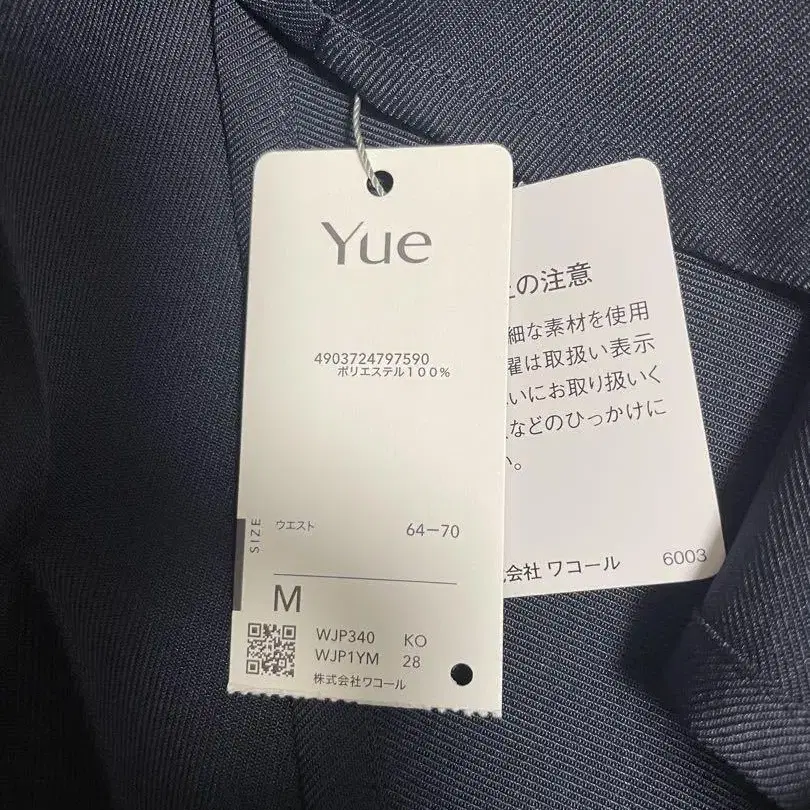 Yue
4903724797590
ポリエステル100%
SIZE
ウエスト 64-70
M
WJP340 KO
WJP1YM 28
株式会社ワコール
の注意
細な素材を使用
濯は取扱い表示
いにお取り扱いく
などのひっかけに
い。
会社 ワコール 6003